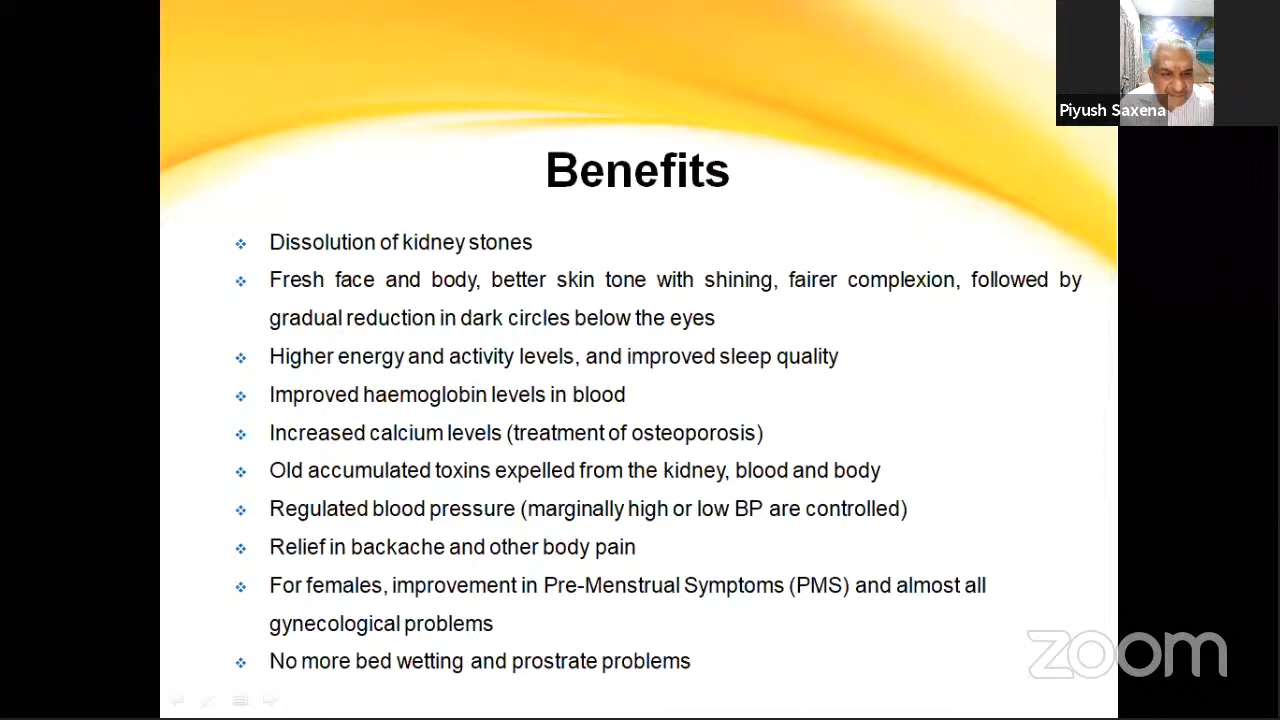 Piyush Saxena
Benefits
Dissolution of kidney stones
Fresh face and body, better skin tone with shining, fairer complexion, followed by
gradual reduction in dark circles below the eyes
Higher energy and activity levels, and improved sleep quality
Improved haemoglobin levels in blood
Increased calcium levels (treatment of osteoporosis)
Old accumulated toxins expelled from the kidney, blood and body
Regulated blood pressure (marginally high or low BP are controlled)
Relief in backache and other body pain
For females, improvement in Pre-Menstrual Symptoms (PMS) and almost all
gynecological problems
No more bed wetting and prostrate problems
zoom